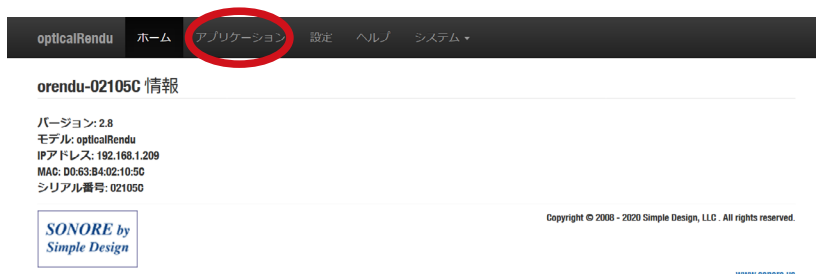 opticalRendu ホーム アプリケーション 設定 ヘルプ システム
orendu-02105C 情報
バージョン: 2.8
モデル: opticalRendu
IPアドレス: 192.168.1.209
MAC: D0:63:B4:02:10:5C
シリアル番号: 02105C
SONORE by
Simple Design
Copyright © 2008 - 2020 Simple Design, LLC . All rights reserved.
www.sonore.us